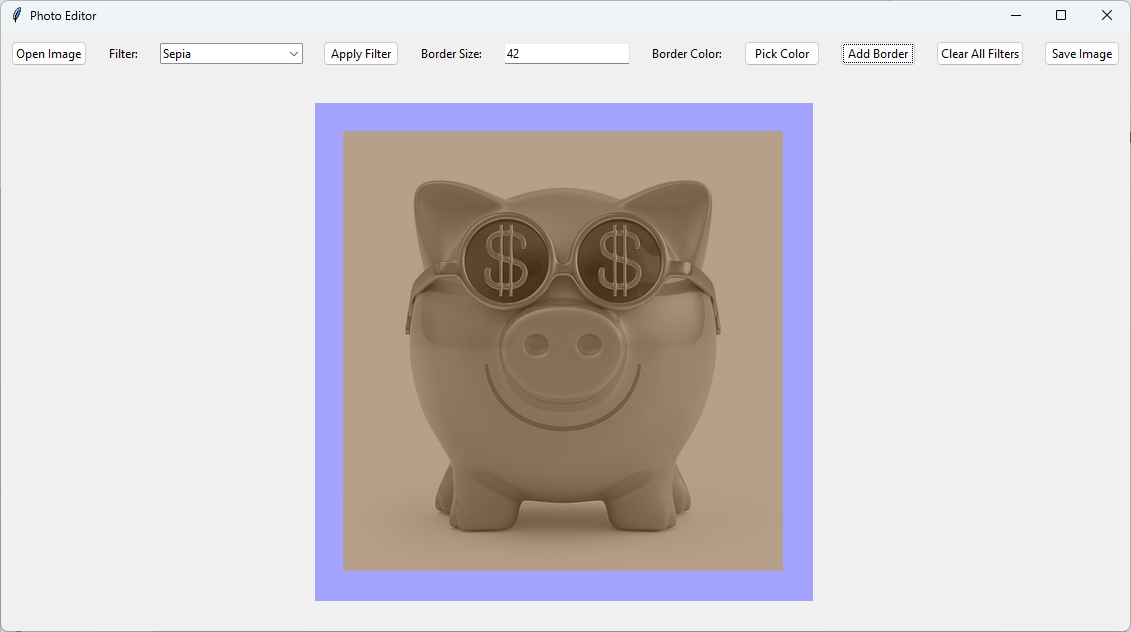 Photo Editor
Open Image Filter: Sepia Apply Filter Border Size: 42 Border Color: Pick Color Add Border Clear All Filters Save Image
$ $